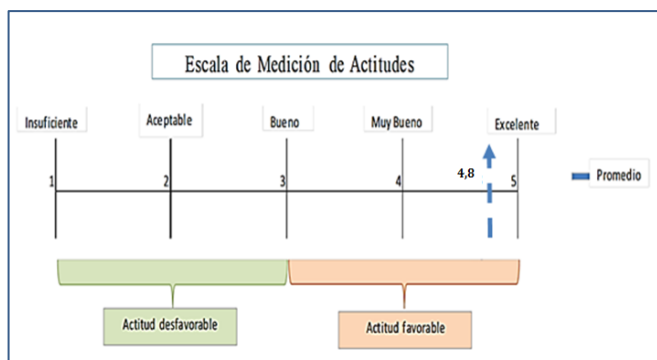 Escala de Medición de Actitudes
Insuficiente
Aceptable
Bueno
Muy Bueno
Excelente
1
2
3
4
4,8
5
Promedio
Actitud desfavorable
Actitud favorable